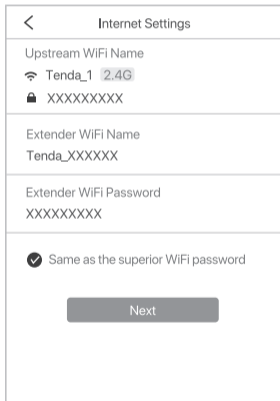 Internet Settings
Upstream WiFi Name
Tenda_1 2.4G
XXXXXXXXX
Extender WiFi Name
Tenda_XXXXXX
Extender WiFi Password
XXXXXXXXX
Same as the superior WiFi password
Next